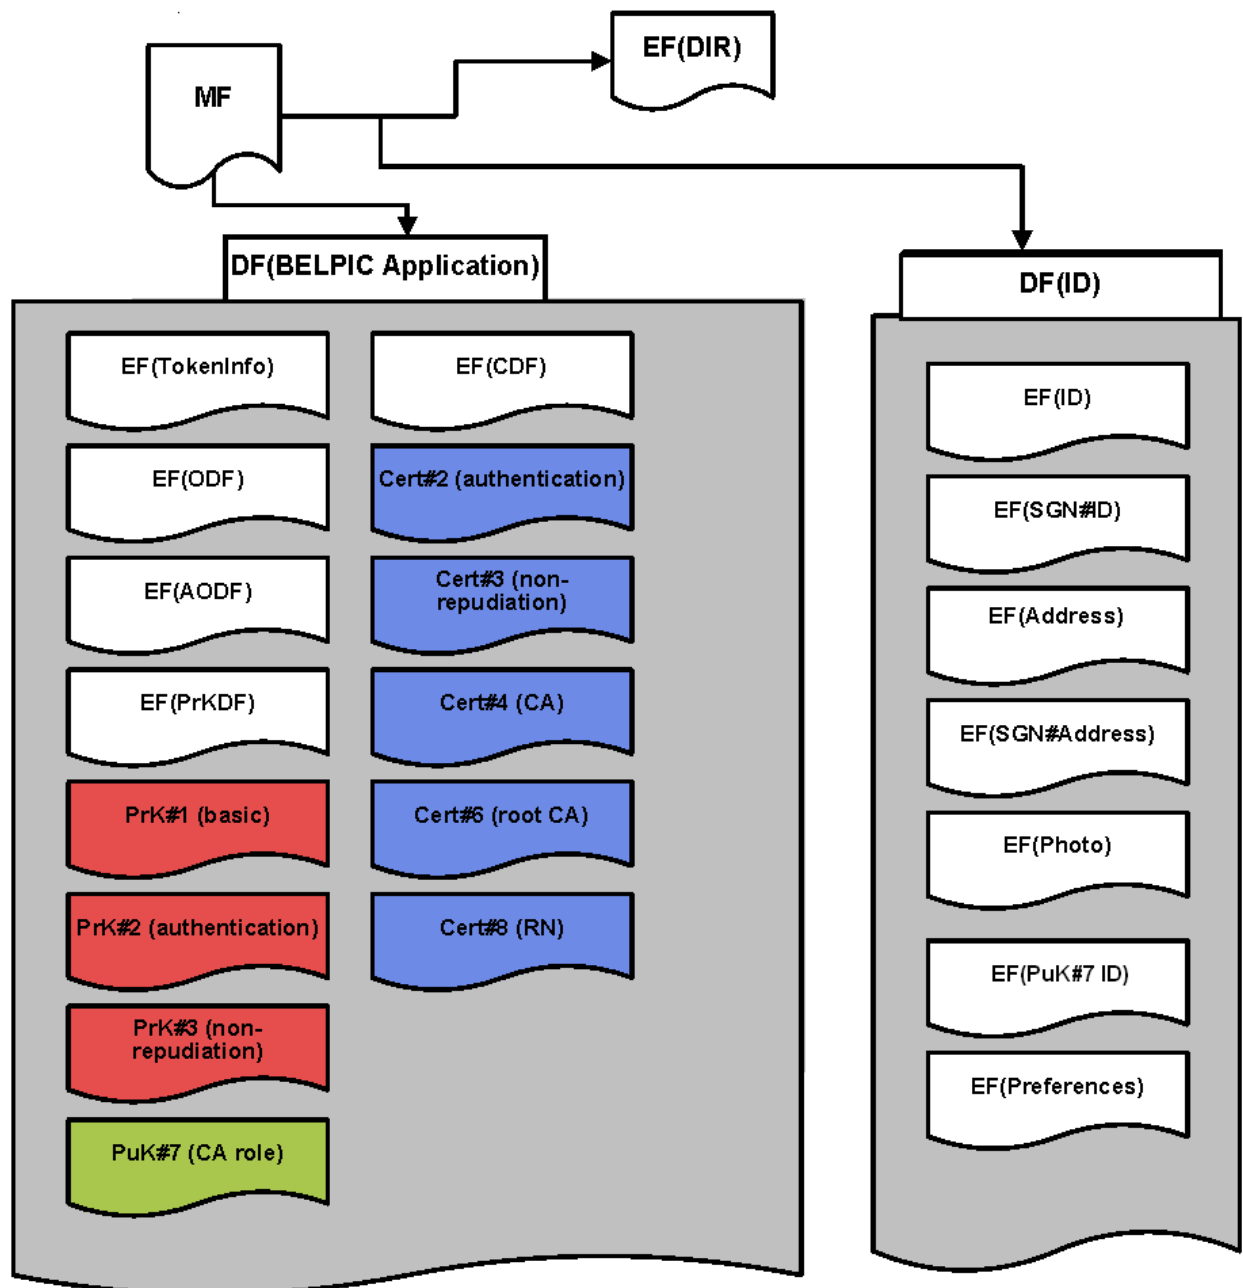 MF
EF(DIR)
DF(BELPIC Application)
EF(TokenInfo)
EF(ODF)
EF(AODF)
EF(PrKDF)
PrK#1 (basic)
PrK#2 (authentication)
PrK#3 (non-
repudiation)
PuK#7 (CA role)
EF(CDF)
Cert#2 (authentication)
Cert#3 (non-
repudiation)
Cert#4 (CA)
Cert#6 (root CA)
Cert#8 (RN)
DF(ID)
EF(ID)
EF(SGN#ID)
EF(Address)
EF(SGN#Address)
EF(Photo)
EF(PuK#7 ID)
EF(Preferences)